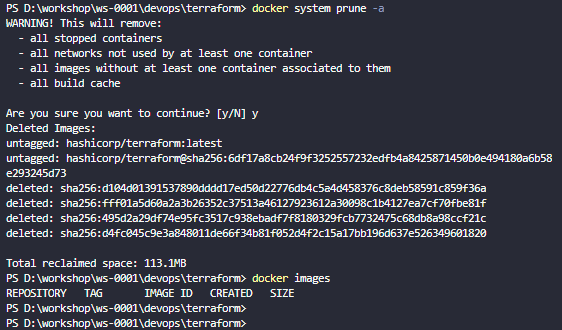 PS D:\workshop\ws-0001\devops\terraform> docker system prune -a
WARNING! This will remove:
  - all stopped containers
  - all networks not used by at least one container
  - all images without at least one container associated to them
  - all build cache

Are you sure you want to continue? [y/N] y
Deleted Images:
untagged: hashicorp/terraform:latest
untagged: hashicorp/terraform@sha256:6df17a8cb24f9f3252557232edfb4a8425871450b0e494180a6b58
e293245d73
deleted: sha256:d104d01391537890dddd17ed50d22776db4c5a4d458376c8deb58591c859f36a
deleted: sha256:fff01a5d60a2a3b26352c37513a46127923612a30098c1b4127ea7cf70fbe81f
deleted: sha256:495d2a29df74e95fc3517c938ebadf7f8180329fcb7732475c68db8a98ccf21c
deleted: sha256:d4fc045c9e3a848011de66f34b81f052d4f2c15a17bb196d637e526349601820

Total reclaimed space: 113.1MB
PS D:\workshop\ws-0001\devops\terraform> docker images
REPOSITORY   TAG       IMAGE ID   CREATED   SIZE
PS D:\workshop\ws-0001\devops\terraform>
PS D:\workshop\ws-0001\devops\terraform>